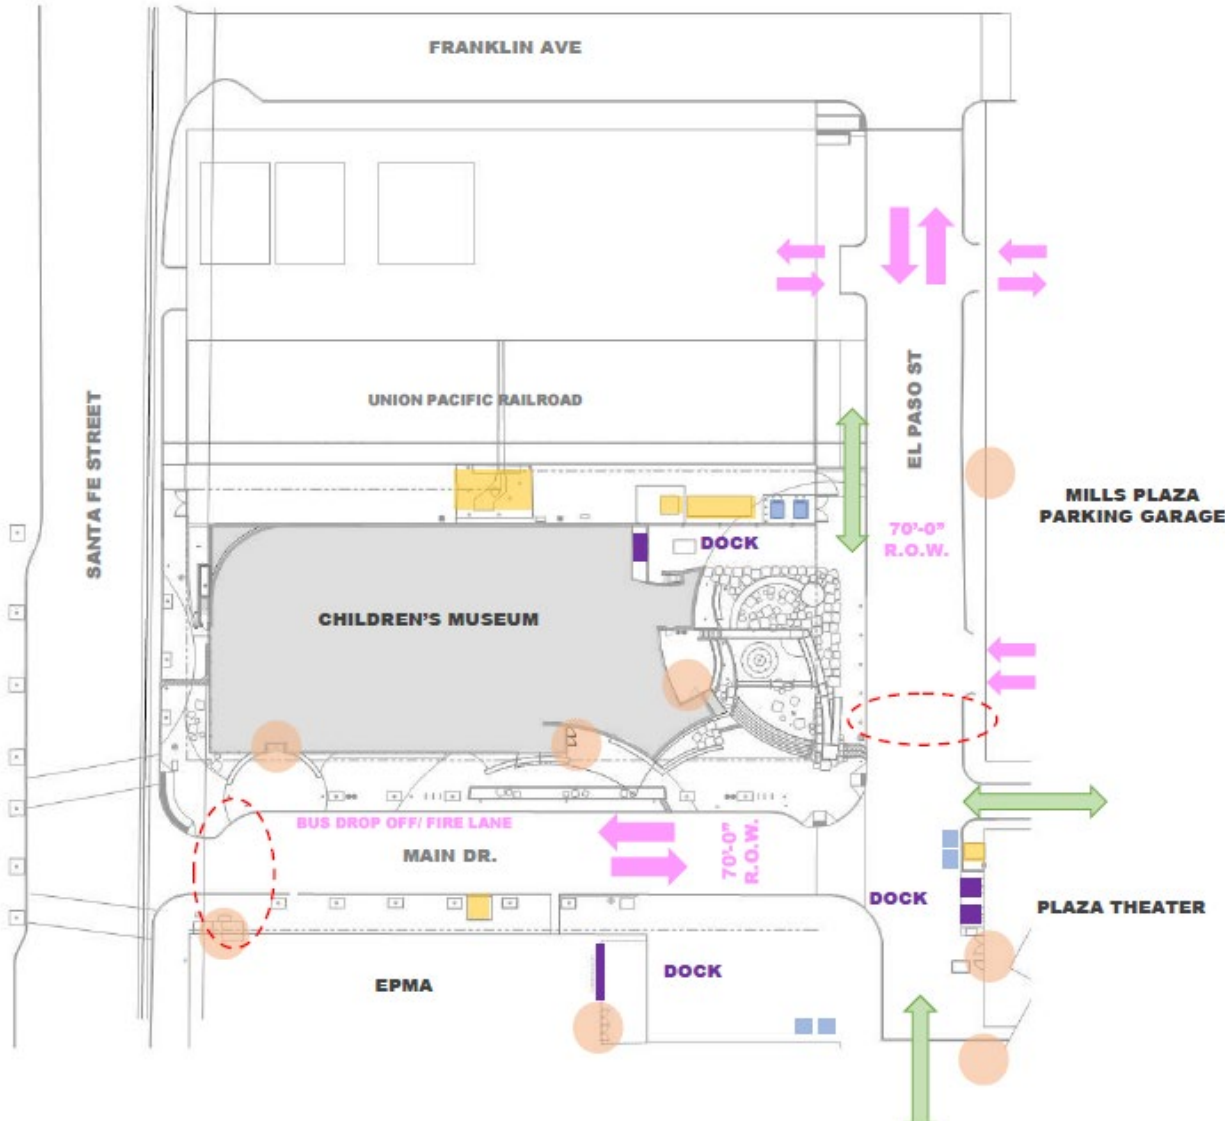 FRANKLIN AVE
SANTA FE STREET
UNION PACIFIC RAILROAD
EL PASO ST
MILLS PLAZA
PARKING GARAGE
70'-0"
R.O.W.
DOCK
CHILDREN'S MUSEUM
BUS DROP OFF/ FIRE LANE
MAIN DR.
70'-0"
R.O.W.
DOCK
PLAZA THEATER
EPMA
DOCK